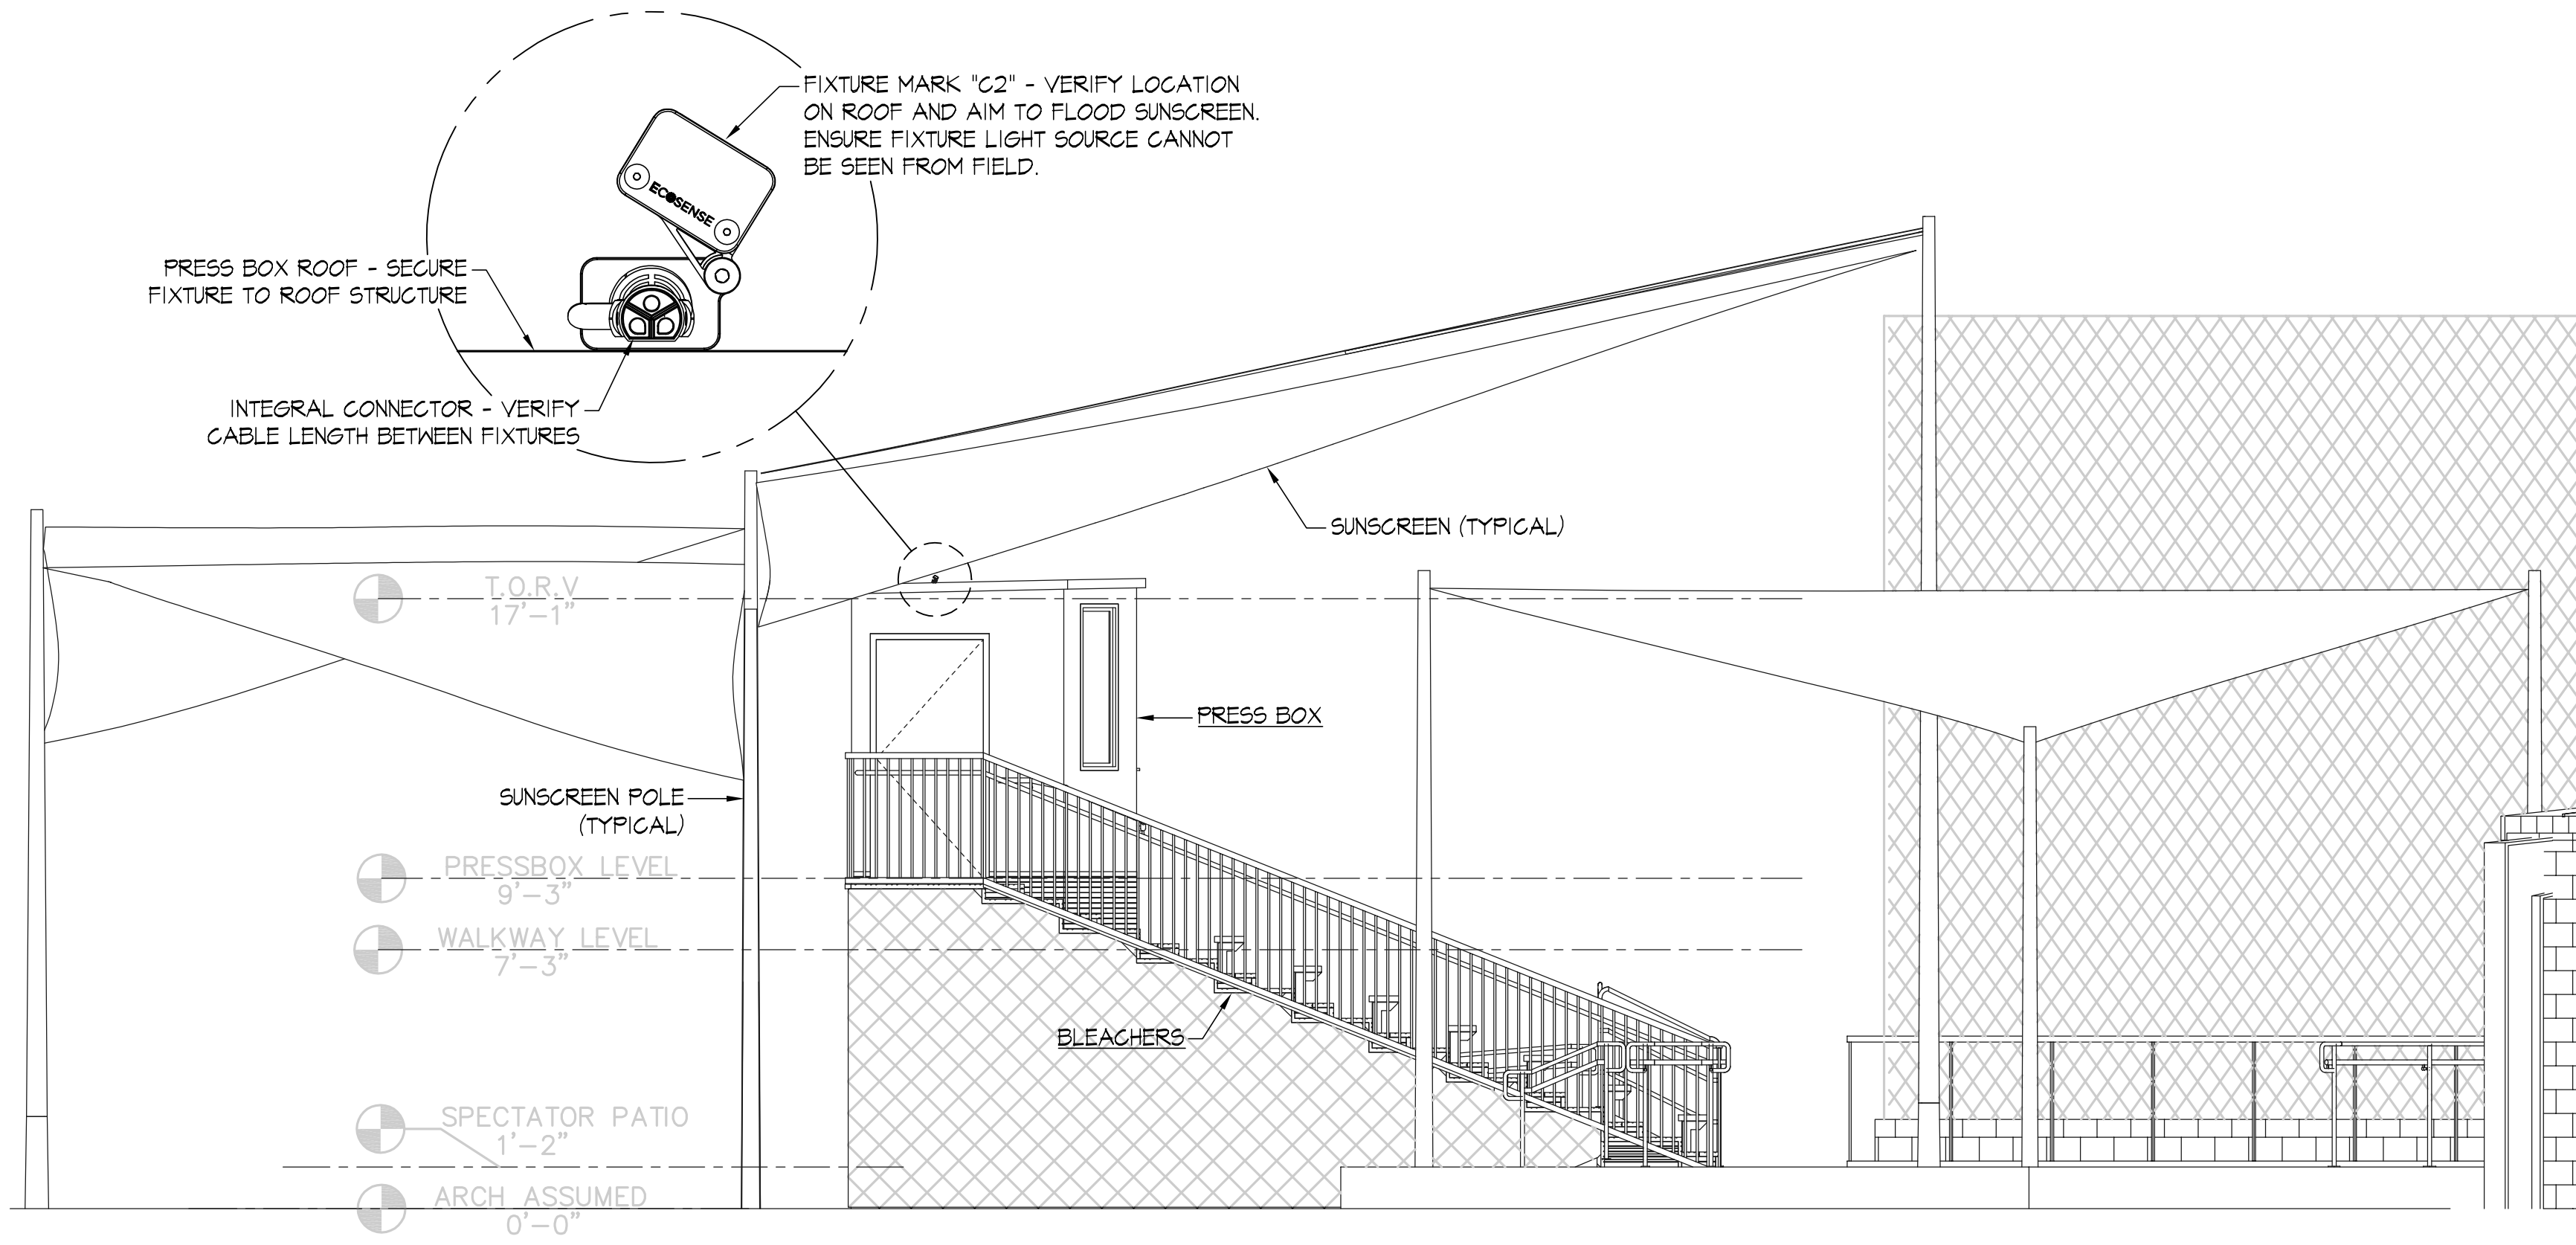 FIXTURE MARK "C2" - VERIFY LOCATION
ON ROOF AND AIM TO FLOOD SUNSCREEN.
ENSURE FIXTURE LIGHT SOURCE CANNOT
BE SEEN FROM FIELD.
ECOSENSE
PRESS BOX ROOF - SECURE
FIXTURE TO ROOF STRUCTURE
INTEGRAL CONNECTOR - VERIFY
CABLE LENGTH BETWEEN FIXTURES
SUNSCREEN (TYPICAL)
T.O.R.V
17'-1"
PRESS BOX
SUNSCREEN POLE
(TYPICAL)
PRESSBOX LEVEL
9'-3"
WALKWAY LEVEL
7'-3"
BLEACHERS
SPECTATOR PATIO
1'-2"
ARCH ASSUMED
0'-0"